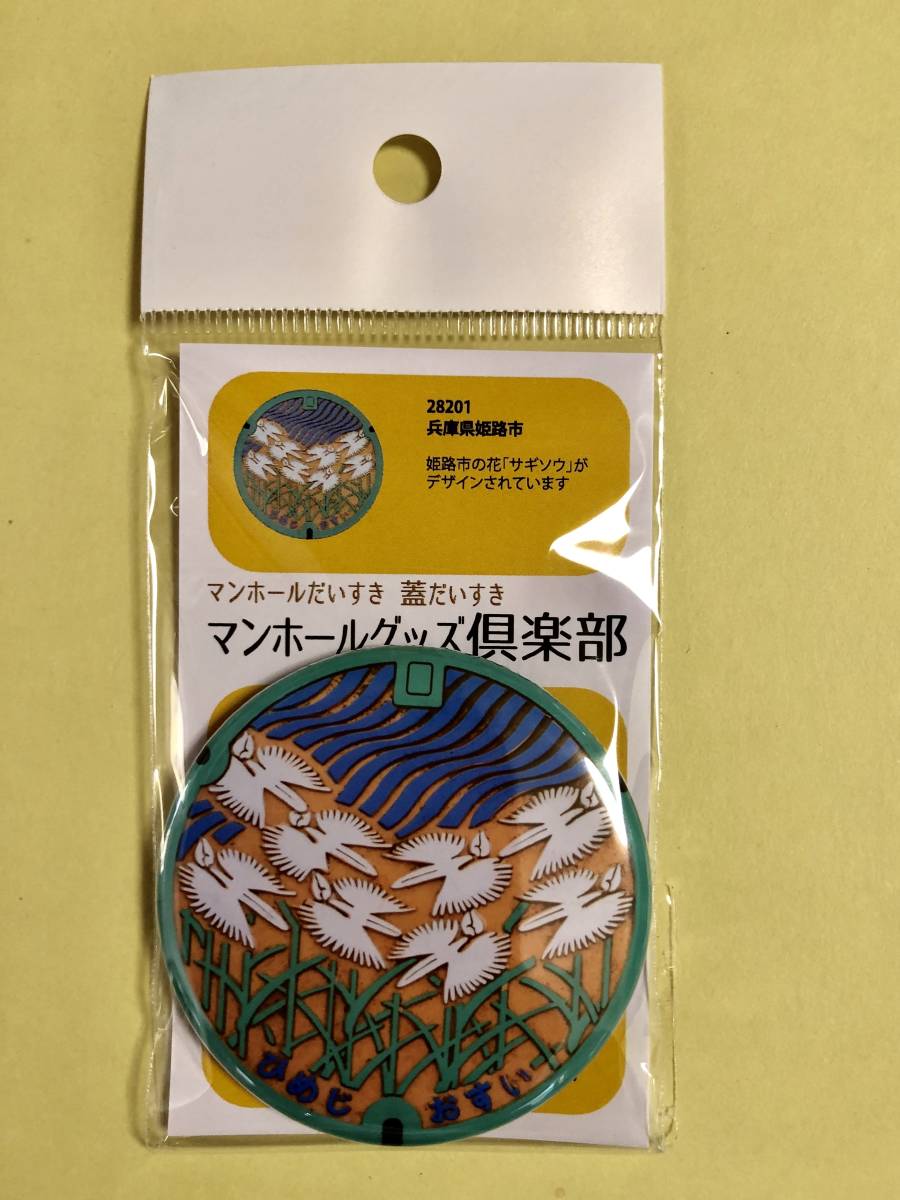 28201
兵庫県姫路市
姫路市の花「サギソウ」が
デザインされています
マンホールだいすき 蓋だいすき
マンホールグッズ倶楽部
ひめじ おすい